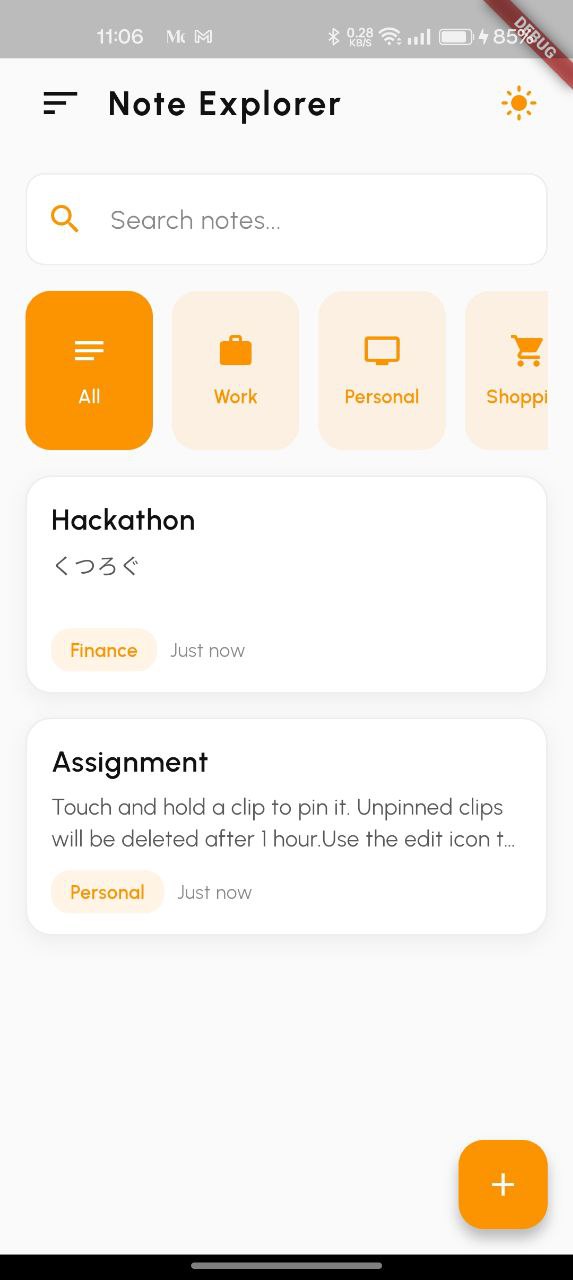 11:06
0.28
KB/S
85%
DEBUG
Note Explorer
Search notes...
All
Work
Personal
Shoppi
Hackathon
くつろぐ
Finance
Just now
Assignment
Touch and hold a clip to pin it. Unpinned clips
will be deleted after 1 hour.Use the edit icon t...
Personal
Just now